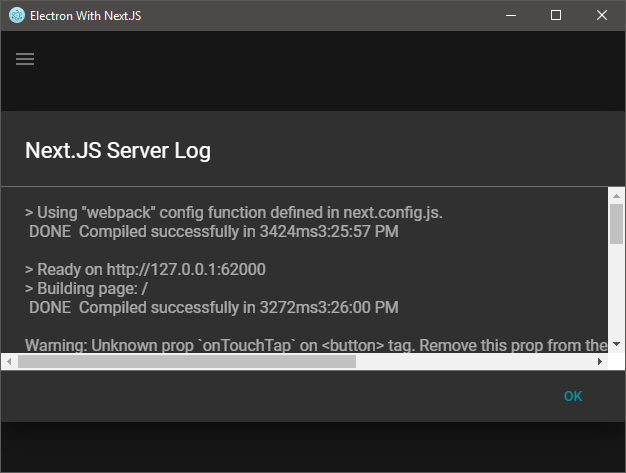 Electron With Next.JS
Next.JS Server Log
> Using "webpack" config function defined in next.config.js.
DONE  Compiled successfully in 3424ms3:25:57 PM
> Ready on http://127.0.0.1:62000
> Building page: /
DONE  Compiled successfully in 3272ms3:26:00 PM
Warning: Unknown prop `onTouchTap` on <button> tag. Remove this prop from the
OK